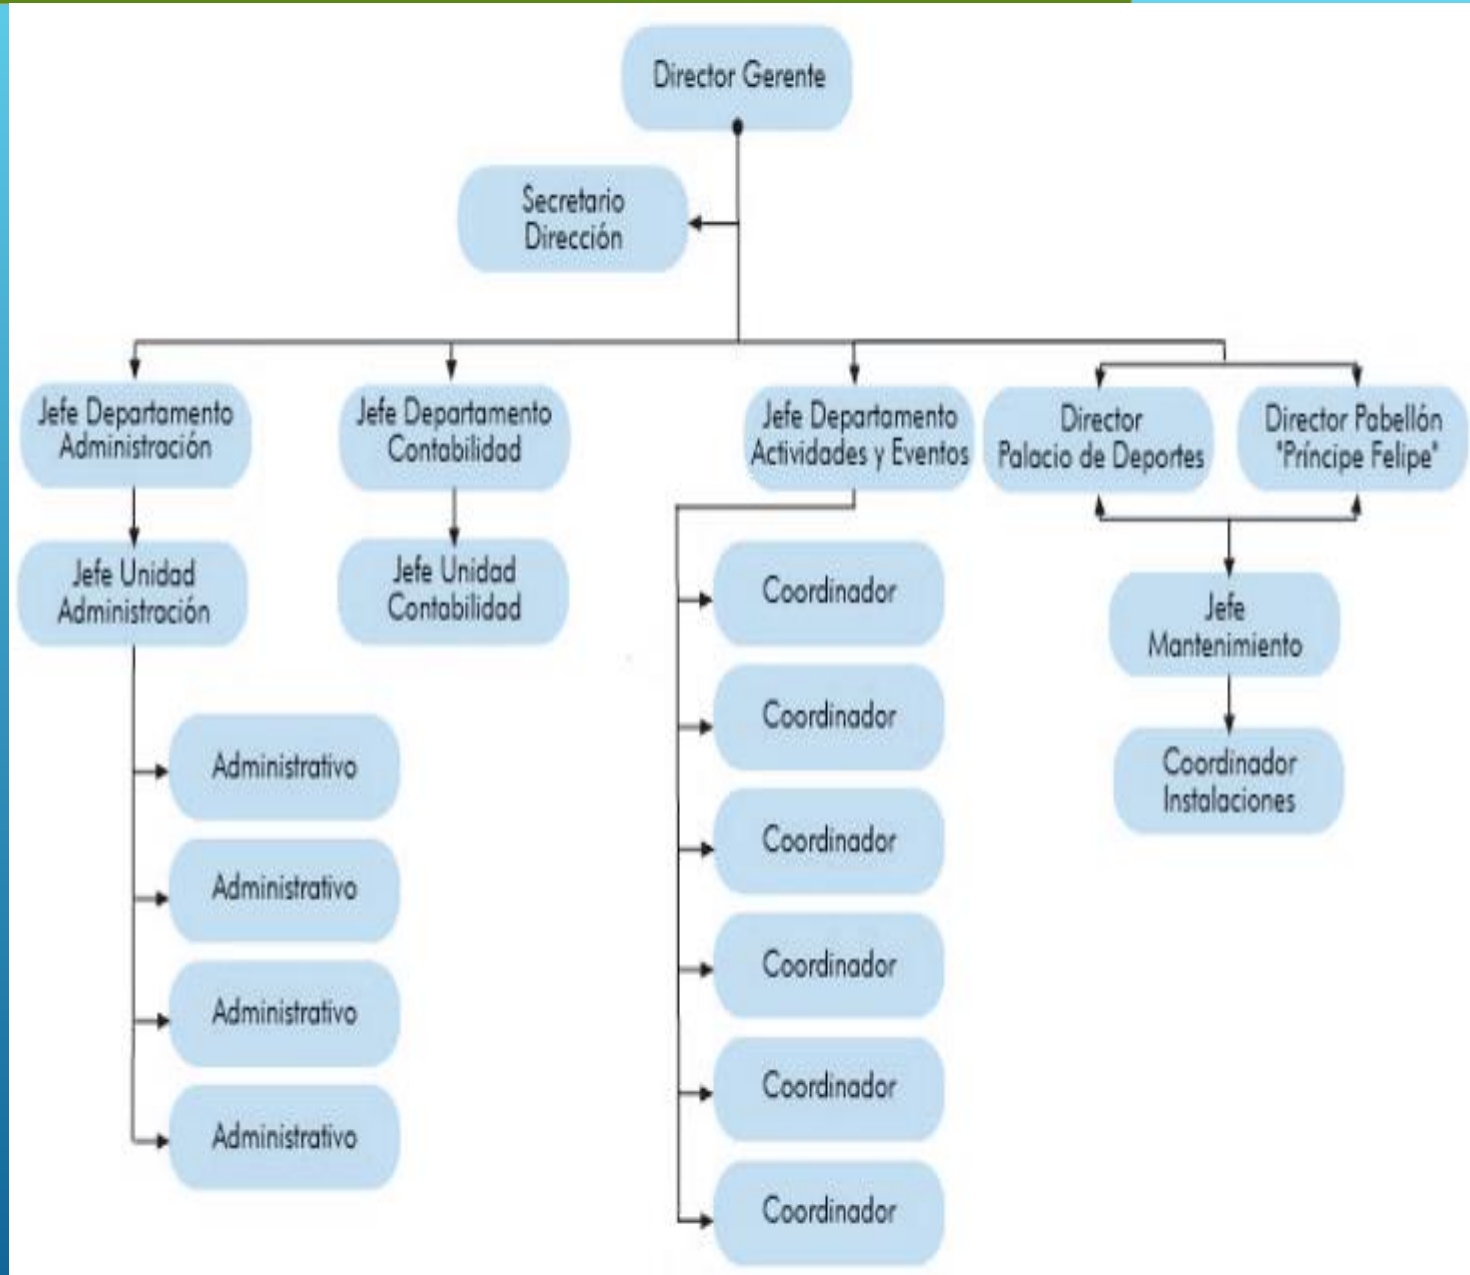 Director Gerente
Secretario
Dirección
Jefe Departamento
Administración
Jefe Departamento
Contabilidad
Jefe Departamento
Actividades y Eventos
Director
Palacio de Deportes
Director Pabellón
"Príncipe Felipe"
Jefe Unidad
Administración
Jefe Unidad
Contabilidad
Administrativo
Administrativo
Administrativo
Administrativo
Coordinador
Coordinador
Coordinador
Coordinador
Coordinador
Coordinador
Jefe
Mantenimiento
Coordinador
Instalaciones